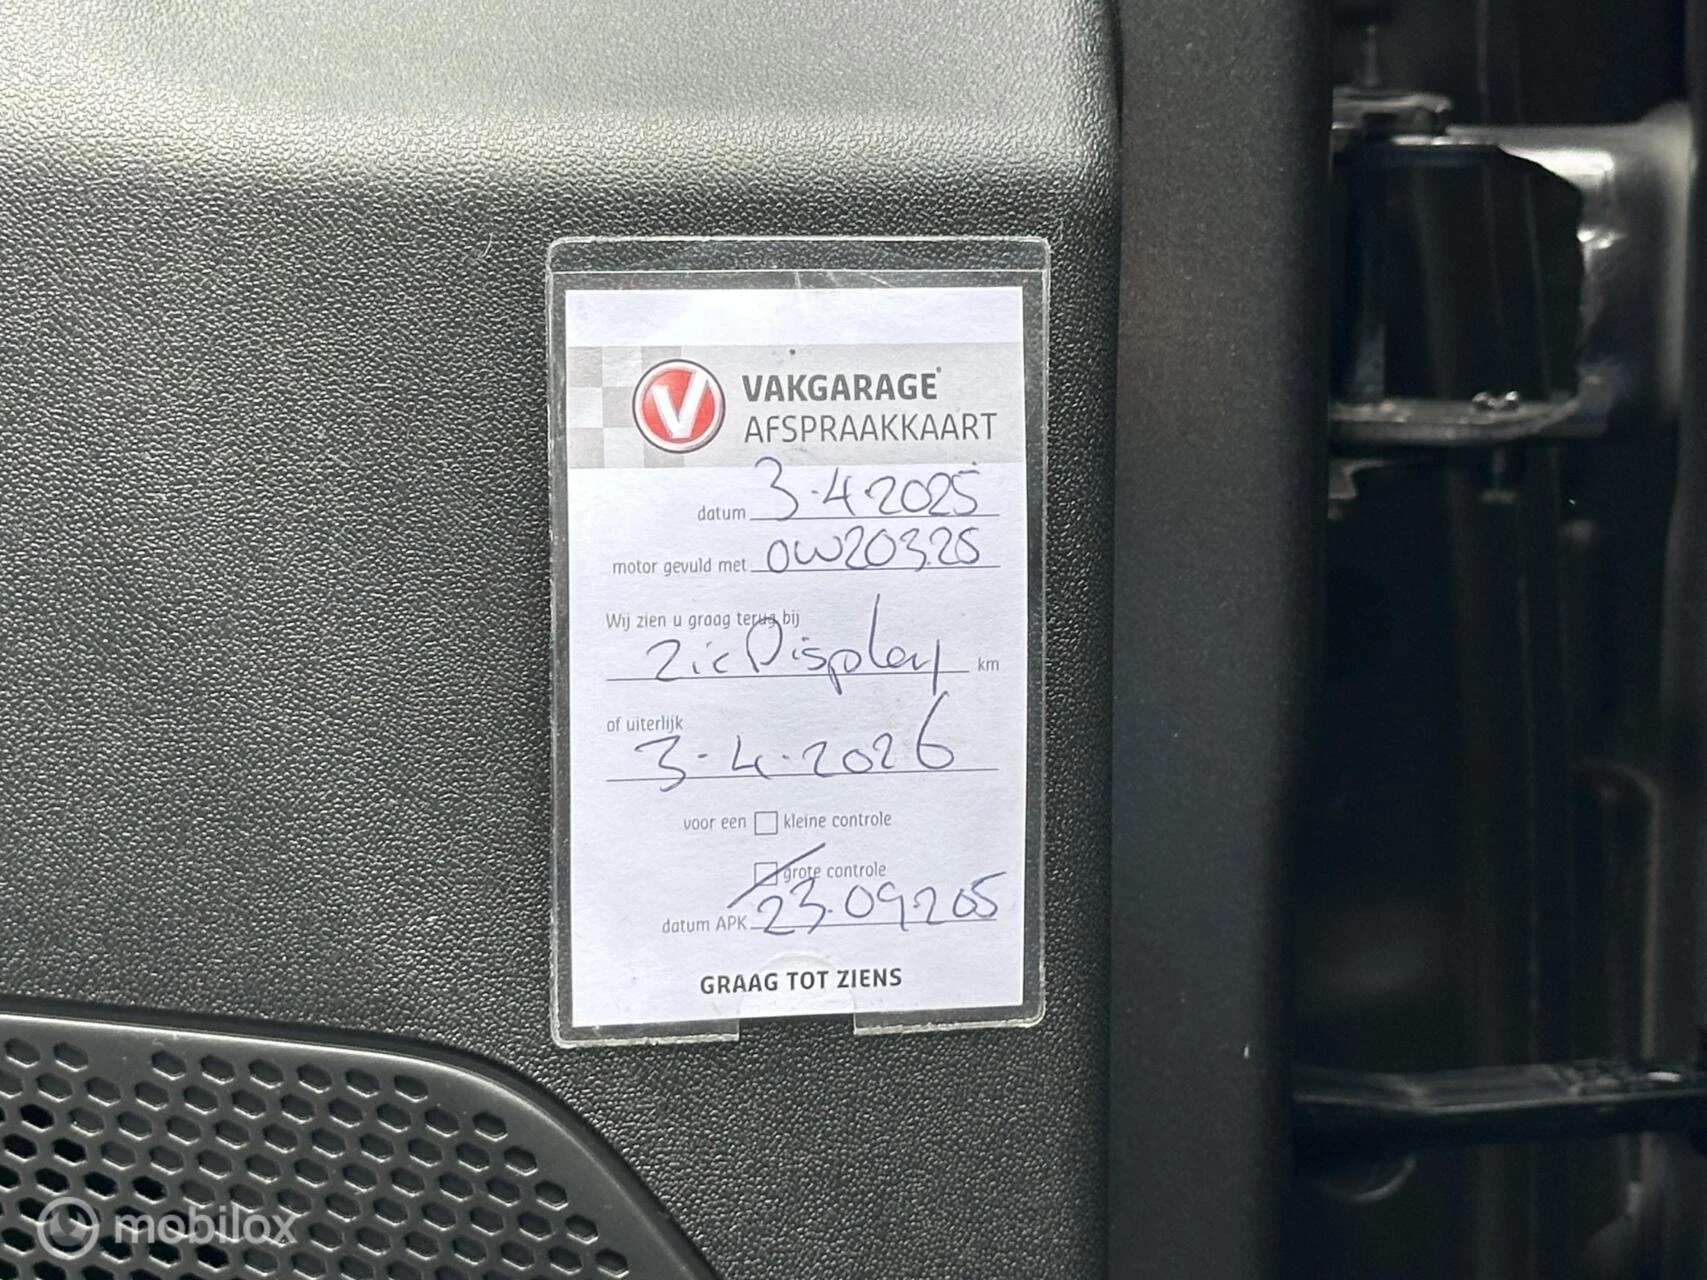 V
VAKGARAGE®
AFSPRAAKKAART
datum 3-4-2025
motor gevuld met 0W20 3.25
Wij zien u graag terug bij
zie Display km
of uiterlijk
3-4-2026
voor een kleine controle
grote controle
datum APK 23.09.205
GRAAG TOT ZIENS
mobilox